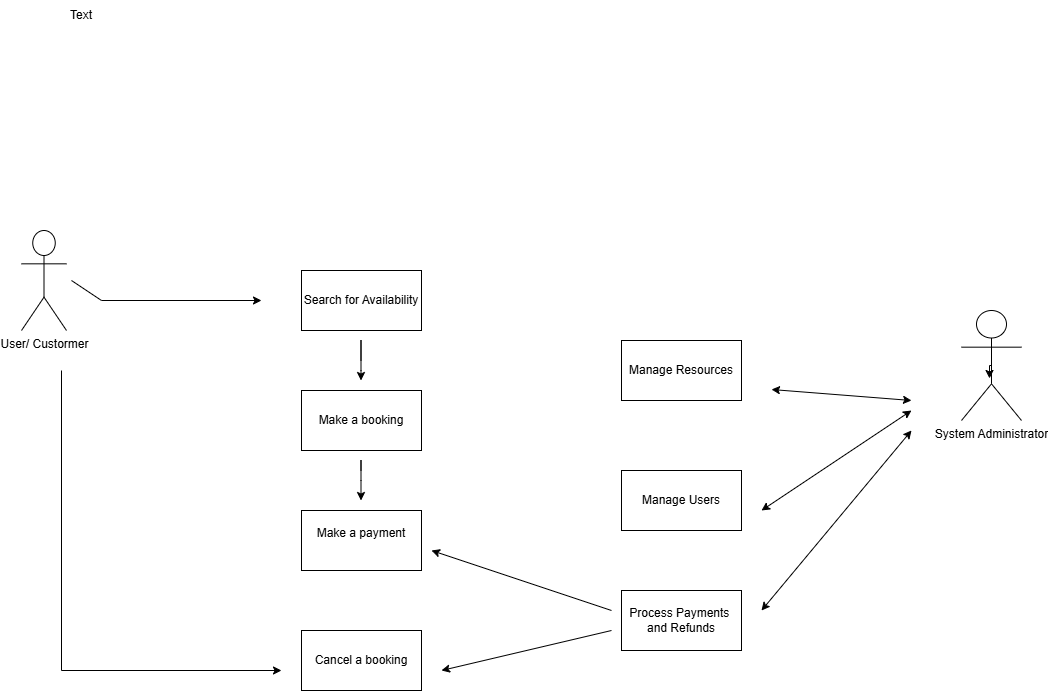 Text
User/ Custormer
Search for Availability
Make a booking
Make a payment
Cancel a booking
Manage Resources
Manage Users
Process Payments
and Refunds
System Administrator